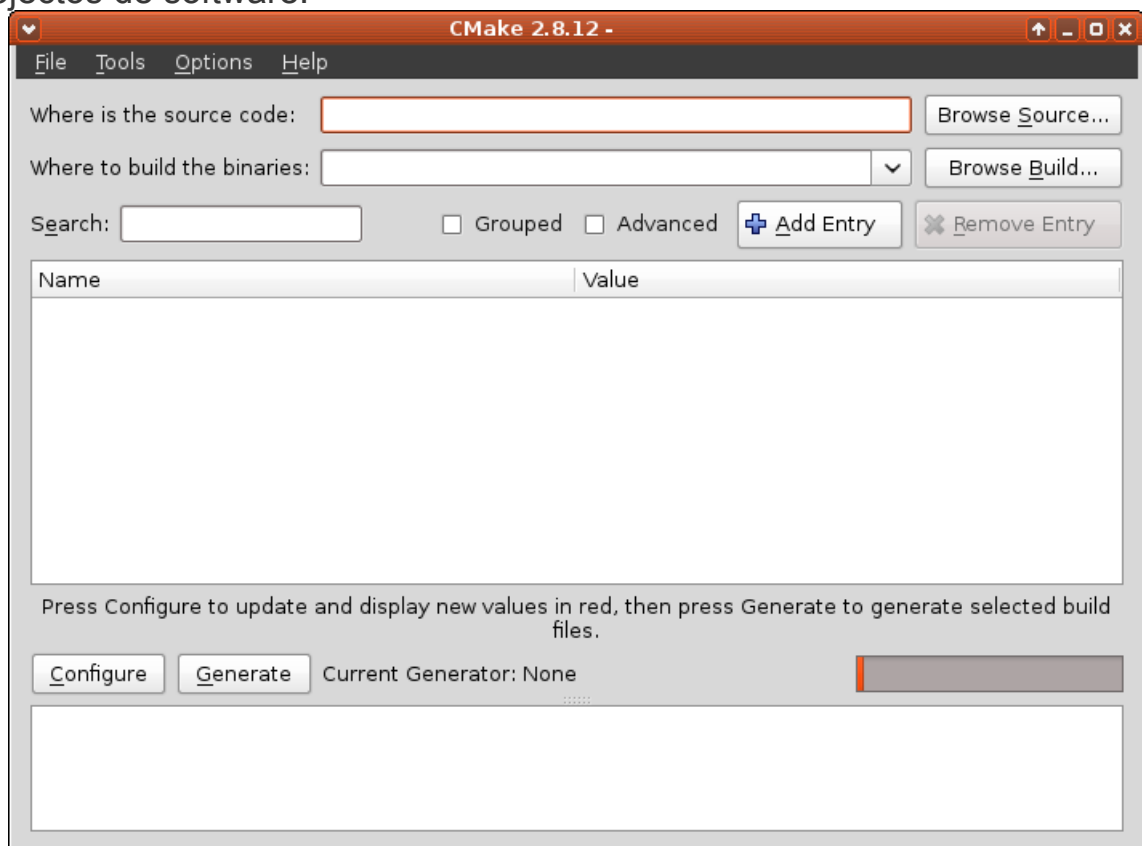 de software.
CMake 2.8.12 -
File Tools Options Help
Where is the source code: Browse Source...
Where to build the binaries: Browse Build...
Search: Grouped Advanced Add Entry Remove Entry
Name Value
Press Configure to update and display new values in red, then press Generate to generate selected build
files.
Configure Generate Current Generator: None